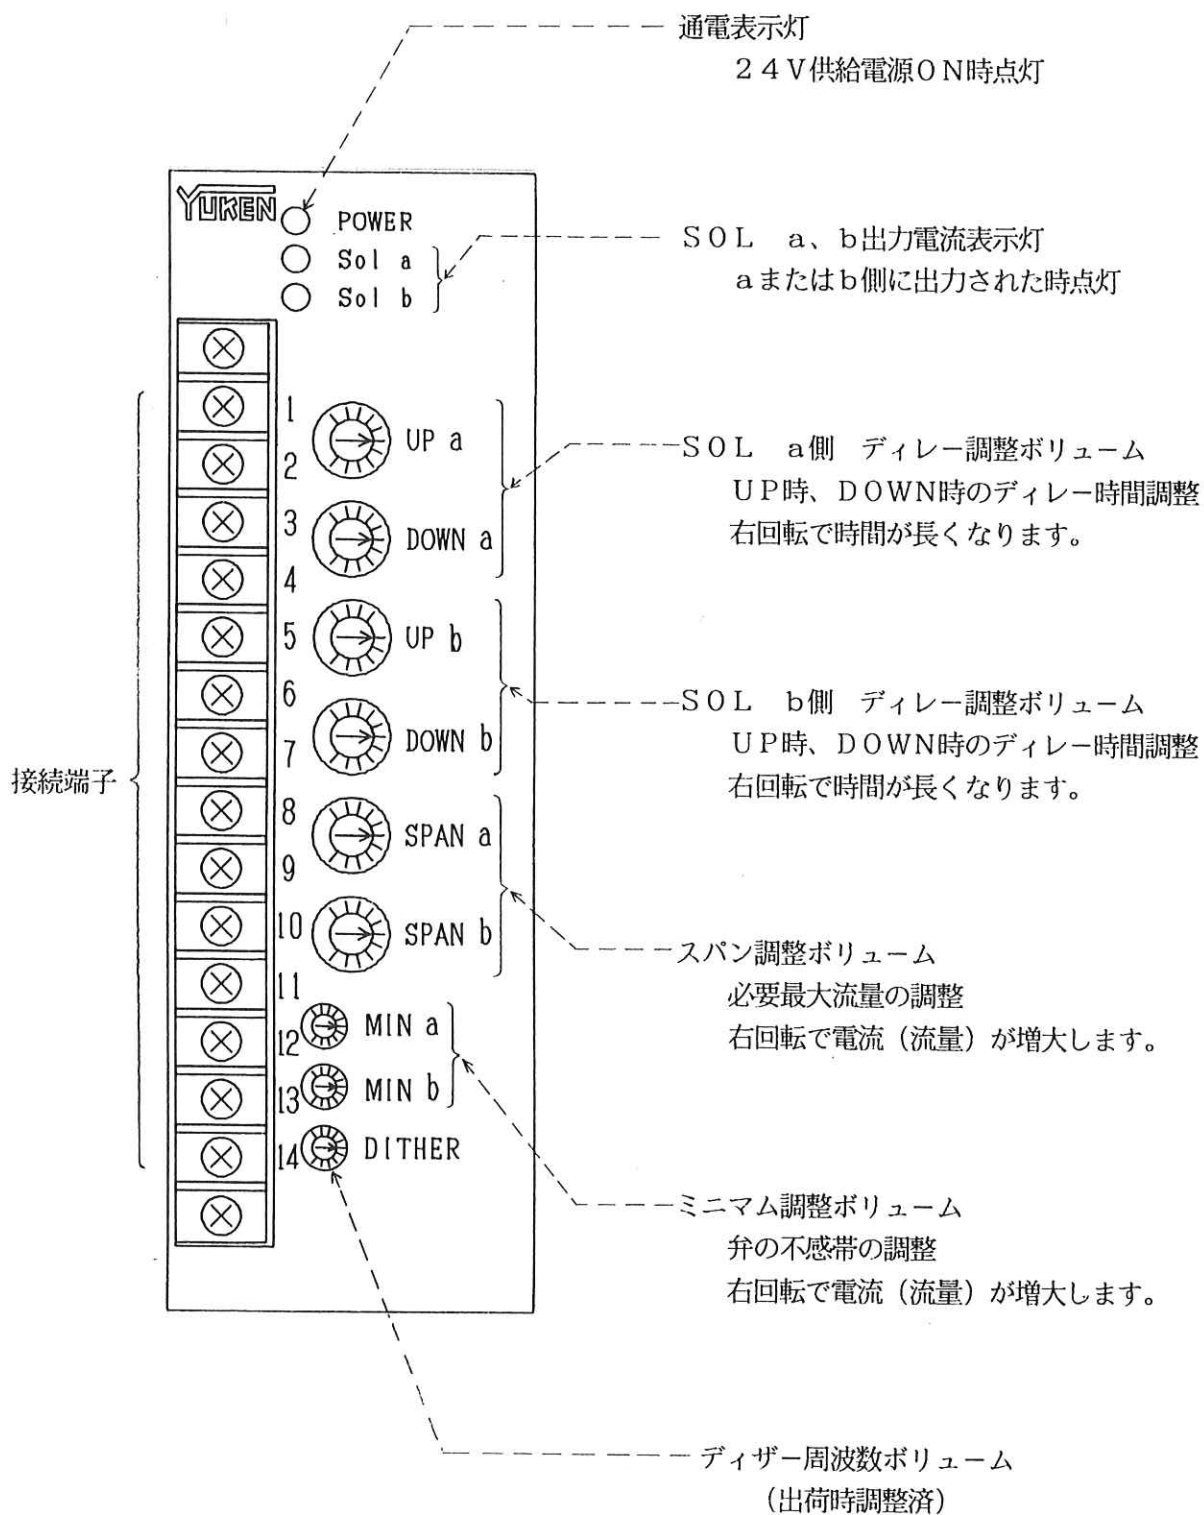 通電表示灯
24V供給電源ON時点灯
YUKEN
POWER
Sol a
Sol b
SOL a、b出力電流表示灯
aまたはb側に出力された時点灯
1
2
3
4
5
6
7
8
9
10
11
12
13
14
UP a
DOWN a
UP b
DOWN b
SPAN a
SPAN b
MIN a
MIN b
DITHER
接続端子
SOL a側 ディレー調整ボリューム
UP時、DOWN時のディレー時間調整
右回転で時間が長くなります。
SOL b側 ディレー調整ボリューム
UP時、DOWN時のディレー時間調整
右回転で時間が長くなります。
スパン調整ボリューム
必要最大流量の調整
右回転で電流(流量)が増大します。
ミニマム調整ボリューム
弁の不感帯の調整
右回転で電流(流量)が増大します。
ディザー周波数ボリューム
(出荷時調整済)